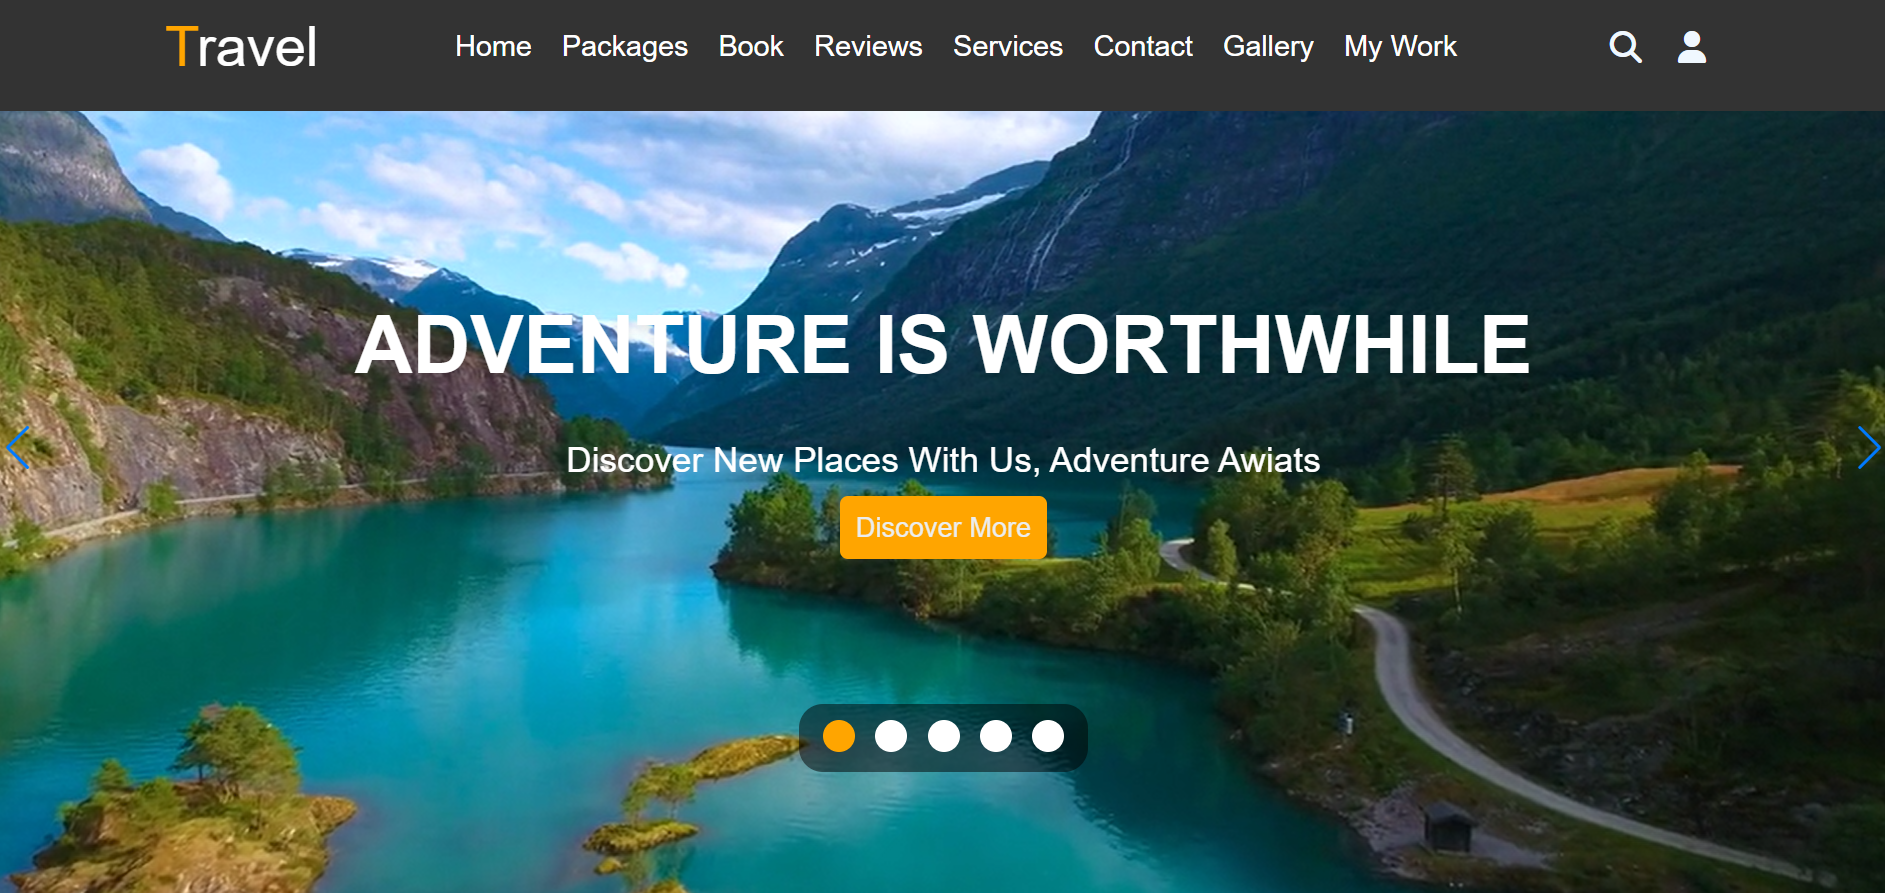 Travel Home Packages Book Reviews Services Contact Gallery My Work
ADVENTURE IS WORTHWHILE
Discover New Places With Us, Adventure Awiats
Discover More